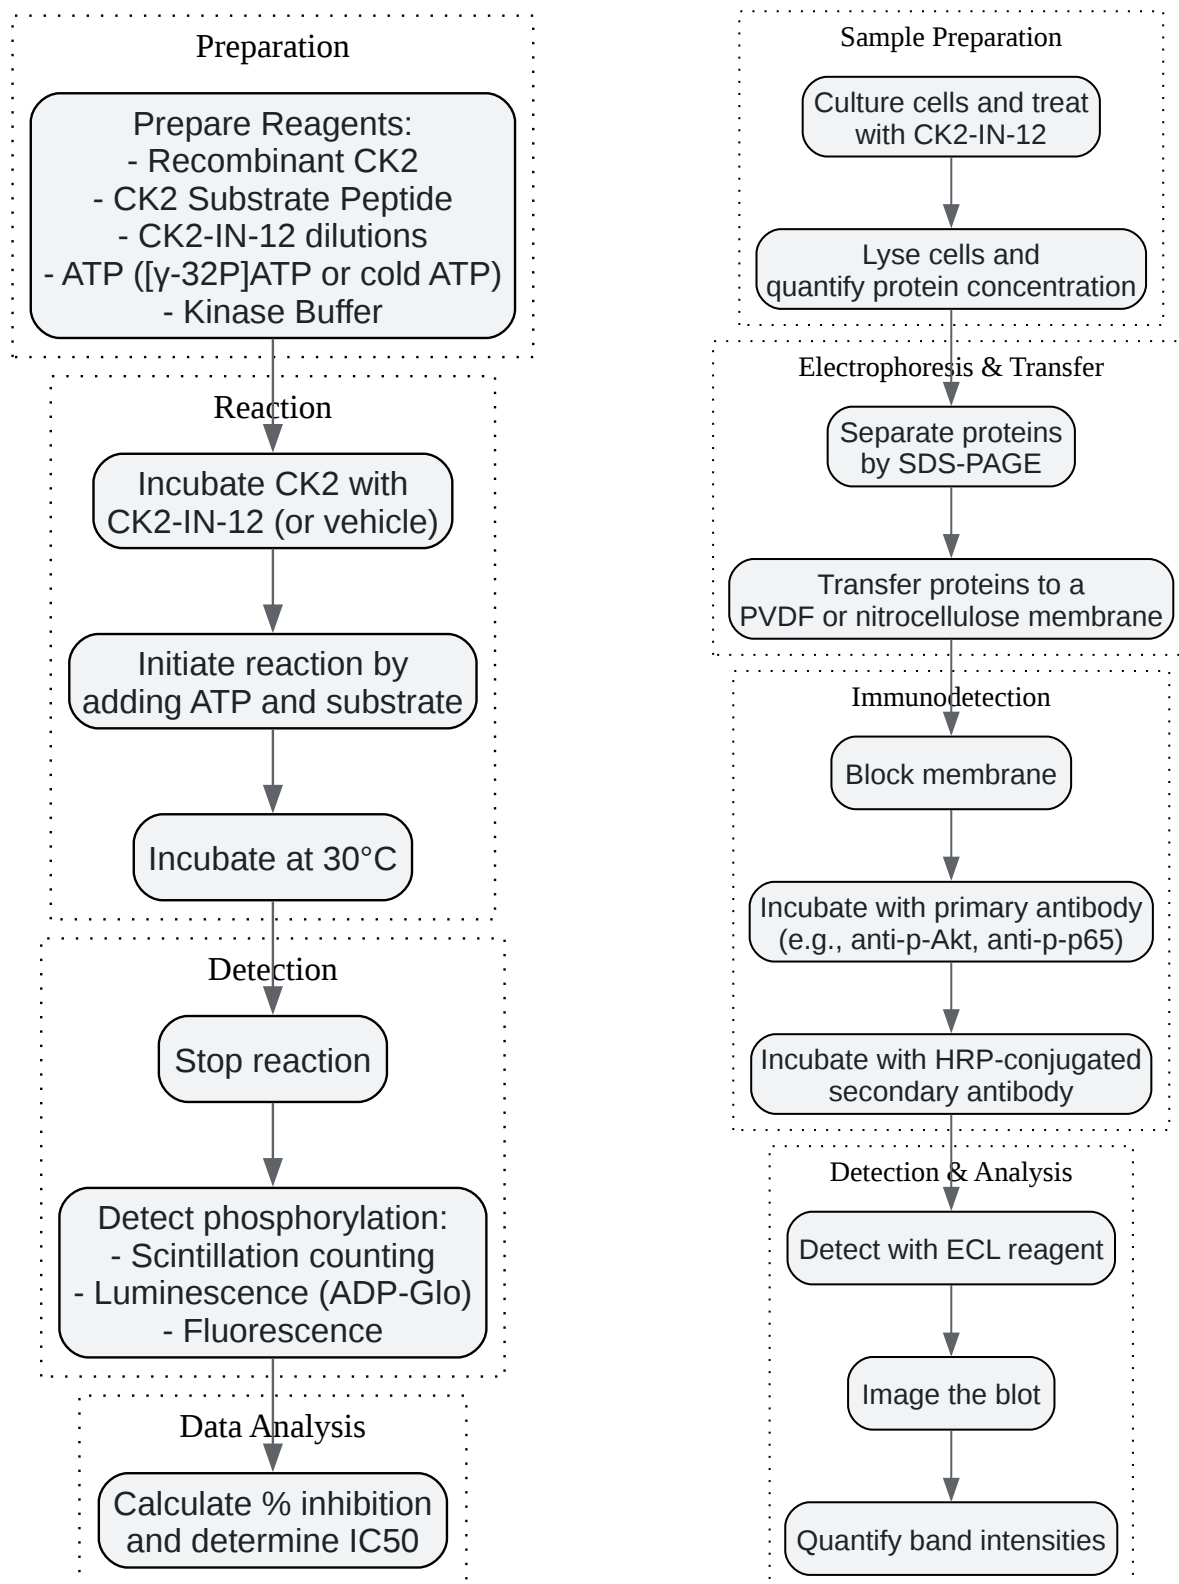 Preparation
Prepare Reagents:
- Recombinant CK2
- CK2 Substrate Peptide
- CK2-IN-12 dilutions
- ATP ([γ-32P]ATP or cold ATP)
- Kinase Buffer
Reaction
Incubate CK2 with
CK2-IN-12 (or vehicle)
Initiate reaction by
adding ATP and substrate
Incubate at 30°C
Detection
Stop reaction
Detect phosphorylation:
- Scintillation counting
- Luminescence (ADP-Glo)
- Fluorescence
Data Analysis
Calculate % inhibition
and determine IC50
Sample Preparation
Culture cells and treat
with CK2-IN-12
Lyse cells and
quantify protein concentration
Electrophoresis & Transfer
Separate proteins
by SDS-PAGE
Transfer proteins to a
PVDF or nitrocellulose membrane
Immunodetection
Block membrane
Incubate with primary antibody
(e.g., anti-p-Akt, anti-p-p65)
Incubate with HRP-conjugated
secondary antibody
Detection & Analysis
Detect with ECL reagent
Image the blot
Quantify band intensities